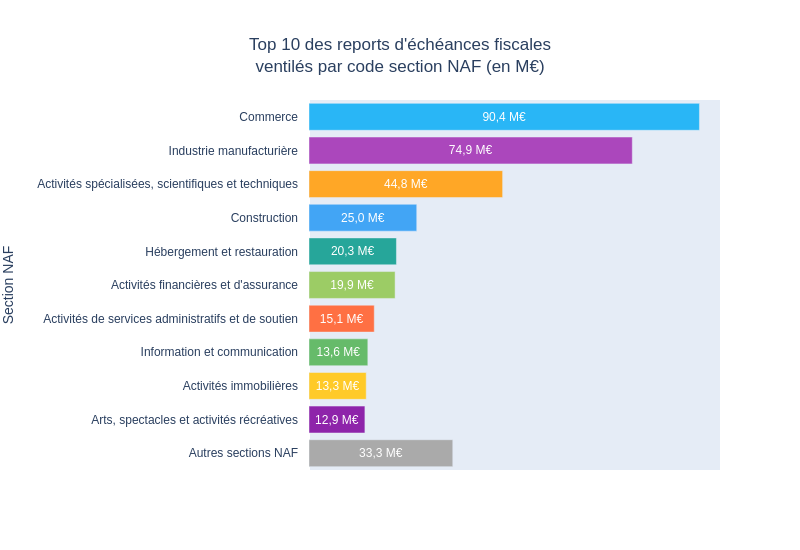 Top 10 des reports d'échéances fiscales
ventilés par code section NAF (en M€)
Section NAF
Commerce 90,4 M€
Industrie manufacturière 74,9 M€
Activités spécialisées, scientifiques et techniques 44,8 M€
Construction 25,0 M€
Hébergement et restauration 20,3 M€
Activités financières et d'assurance 19,9 M€
Activités de services administratifs et de soutien 15,1 M€
Information et communication 13,6 M€
Activités immobilières 13,3 M€
Arts, spectacles et activités récréatives 12,9 M€
Autres sections NAF 33,3 M€